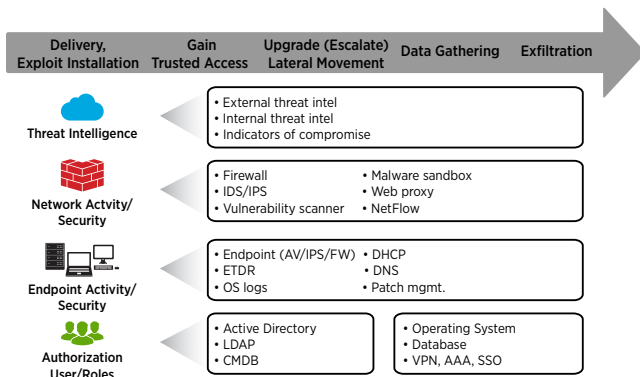 Delivery,
Exploit Installation
Gain
Trusted Access
Upgrade (Escalate)
Lateral Movement
Data Gathering
Exfiltration
Threat Intelligence
• External threat intel
• Internal threat intel
• Indicators of compromise
Network Actvity/
Security
• Firewall
• IDS/IPS
• Vulnerability scanner
• Malware sandbox
• Web proxy
• NetFlow
Endpoint Activity/
Security
• Endpoint (AV/IPS/FW)
• ETDR
• OS logs
• DHCP
• DNS
• Patch mgmt.
Authorization
User/Roles
• Active Directory
• LDAP
• CMDB
• Operating System
• Database
• VPN, AAA, SSO